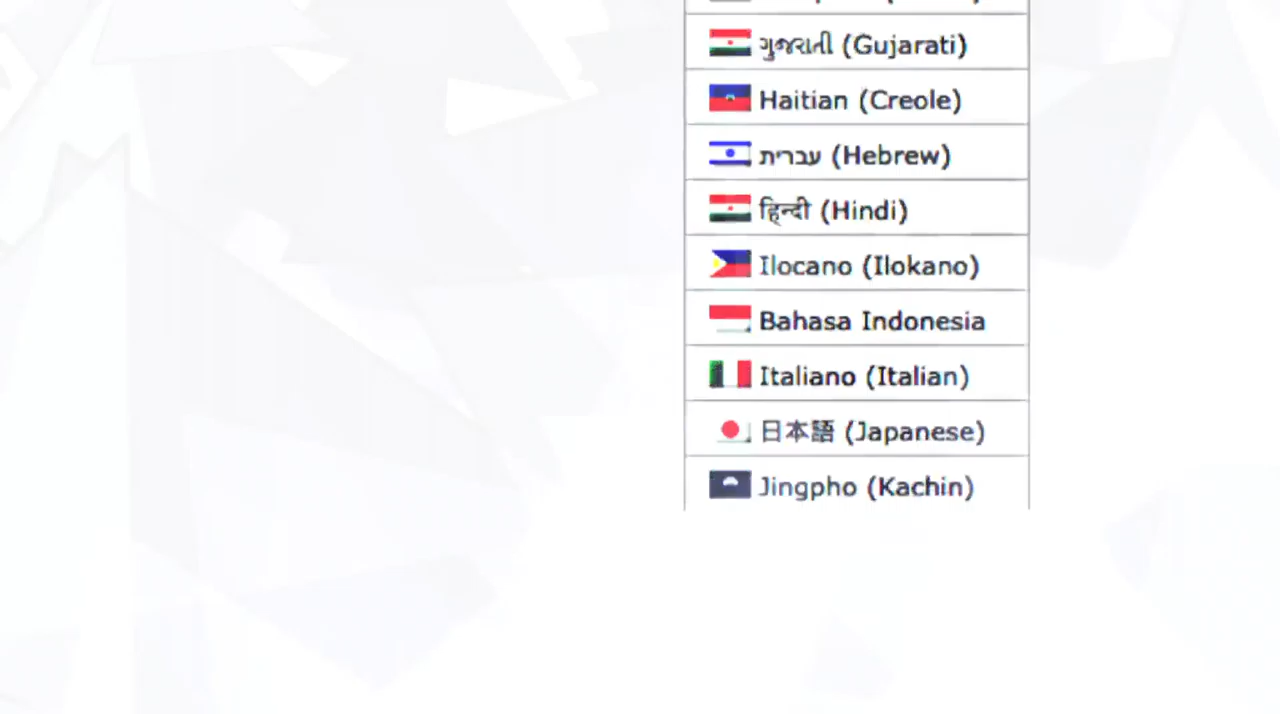 ગુજરાતી (Gujarati)
Haitian (Creole)
עברית (Hebrew)
हिन्दी (Hindi)
Ilocano (Ilokano)
Bahasa Indonesia
Italiano (Italian)
日本語 (Japanese)
Jingpho (Kachin)